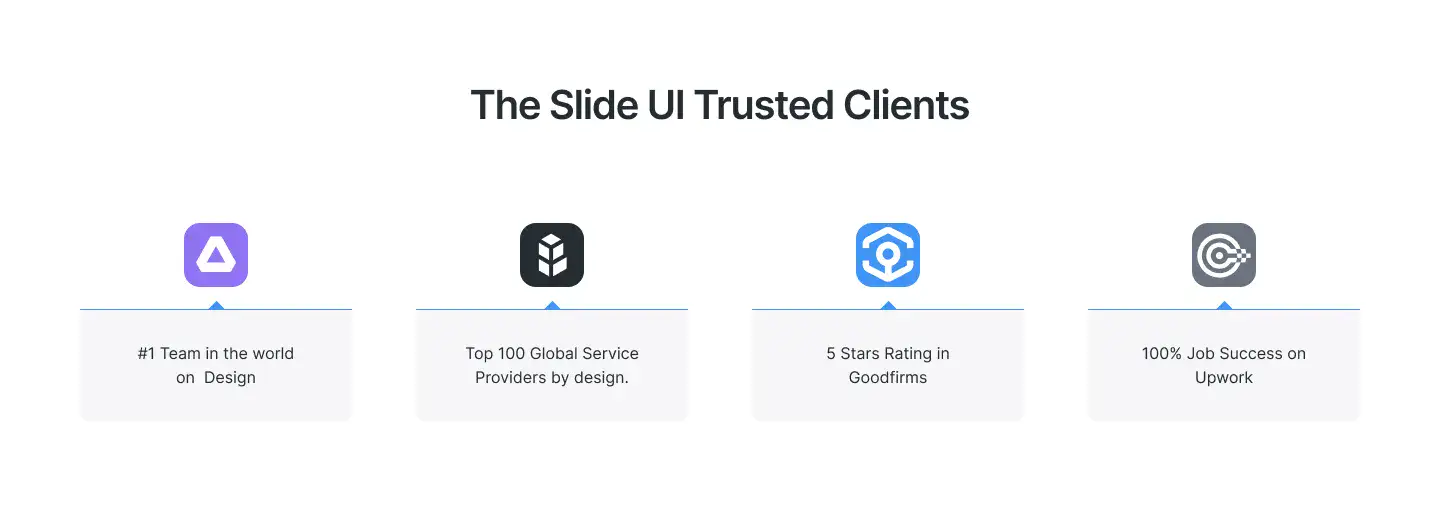 The Slide UI Trusted Clients
#1 Team in the world
on  Design
Top 100 Global Service
Providers by design.
5 Stars Rating in
Goodfirms
100% Job Success on
Upwork